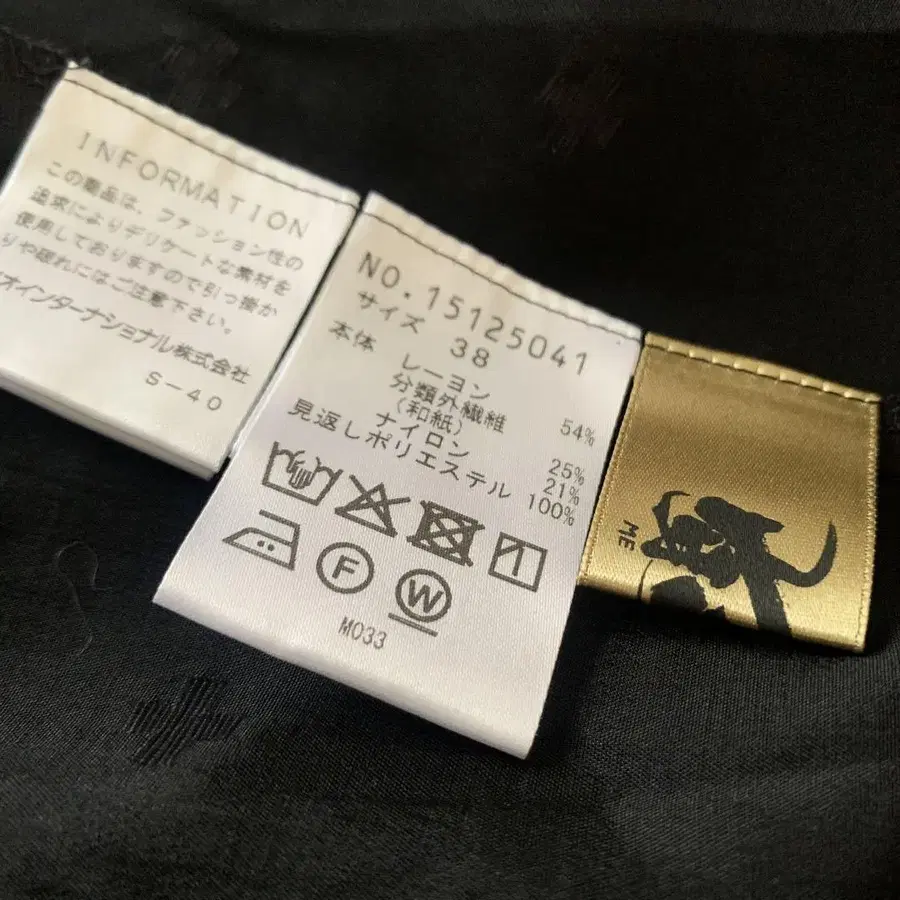 INFORMATION
この商品は、ファッション性の
追求によりデリケートな素材を
使用しておりますので引っ掛か
りや破れにはご注意下さい。
オインターナショナル株式会社
S-40
NO.15125041
サイズ 38
本体 レーヨン 54%
分類外繊維
(和紙) 25%
ナイロン 21%
見返しポリエステル 100%
F
W
M033
ME